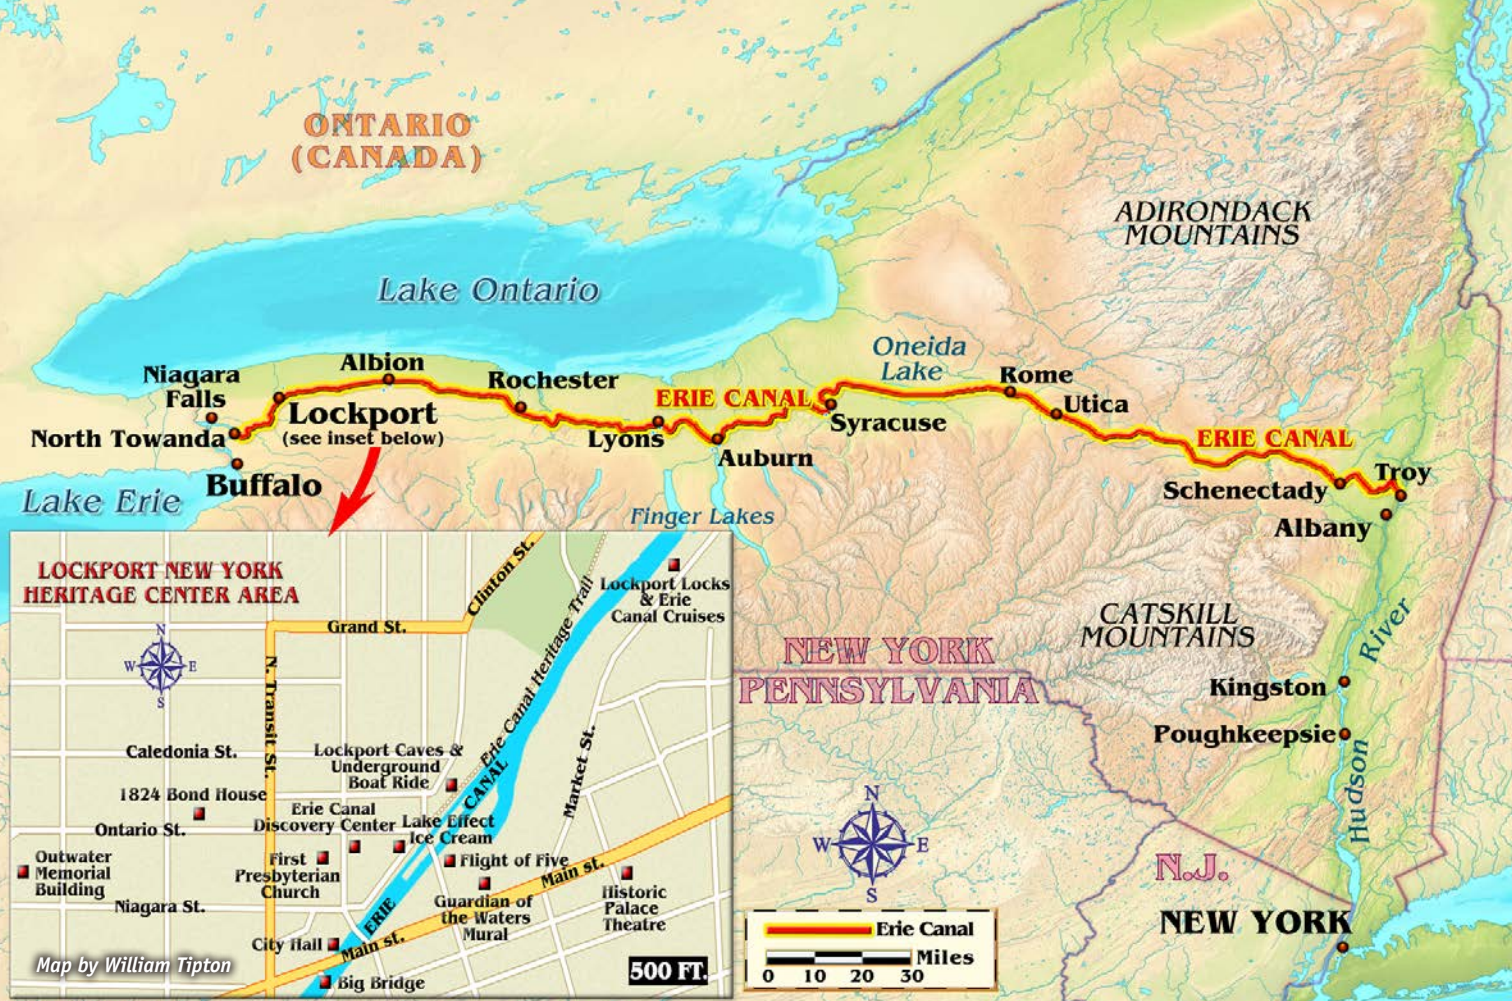 ONTARIO
(CANADA)
ADIRONDACK
MOUNTAINS
Lake Ontario
Oneida
Lake
Niagara
Falls
Albion
Rochester
ERIE CANAL
Rome
Utica
Lockport
(see inset below)
North Towanda
Lyons
Syracuse
Auburn
ERIE CANAL
Troy
Buffalo
Schenectady
Lake Erie
Finger Lakes
Albany
CATSKILL
MOUNTAINS
River
NEW YORK
PENNSYLVANIA
Kingston
Poughkeepsie
Hudson
N.J.
NEW YORK
N
W E
S
Erie Canal
Miles
0 10 20 30
LOCKPORT NEW YORK
HERITAGE CENTER AREA
N
W E
S
Clinton St.
Grand St.
Lockport Locks
& Erie
Canal Cruises
Erie Canal Heritage Trail
N. Transit St.
Caledonia St.
Lockport Caves &
Underground
Boat Ride
CANAL
Market St.
1824 Bond House
Erie Canal
Discovery Center
Lake Effect
Ice Cream
Ontario St.
Outwater
Memorial
Building
First
Presbyterian
Church
Flight of Five
Main st.
Niagara St.
Guardian of
the Waters
Mural
Historic
Palace
Theatre
ERIE
City Hall
Main st.
Big Bridge
Map by William Tipton
500 FT.